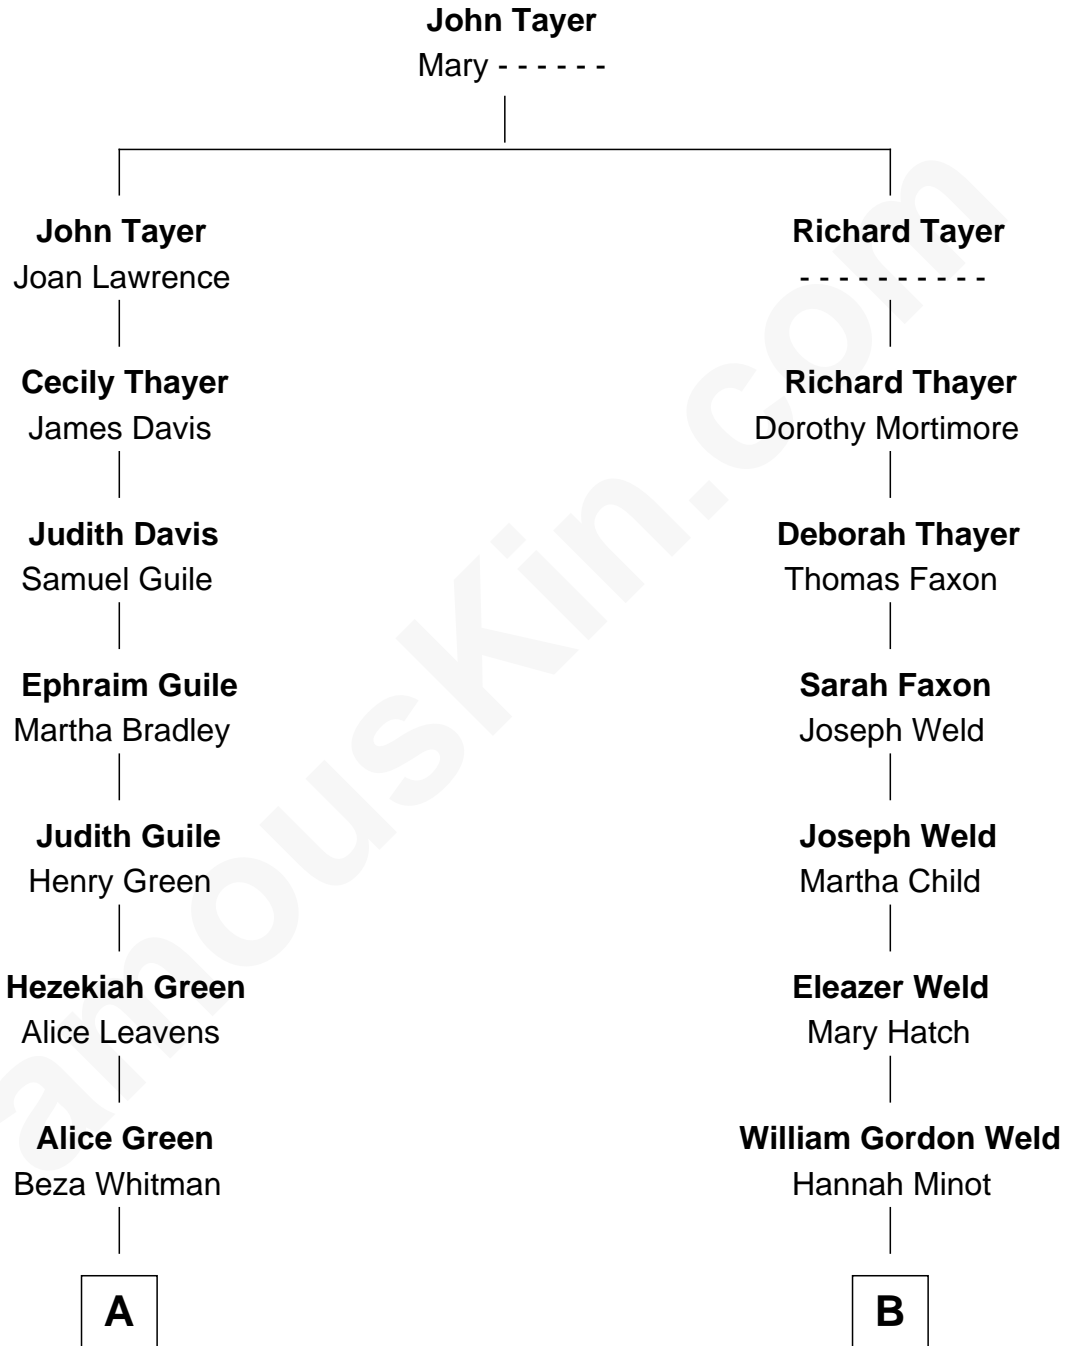 John Tayer
Mary - - - - - -
John Tayer
Joan Lawrence
Richard Tayer
- - - - - - - - - -
Cecily Thayer
James Davis
Richard Thayer
Dorothy Mortimore
Judith Davis
Samuel Guile
Deborah Thayer
Thomas Faxon
Ephraim Guile
Martha Bradley
Sarah Faxon
Joseph Weld
Judith Guile
Henry Green
Joseph Weld
Martha Child
Hezekiah Green
Alice Leavens
Eleazer Weld
Mary Hatch
Alice Green
Beza Whitman
William Gordon Weld
Hannah Minot
A
B
amouskin.com